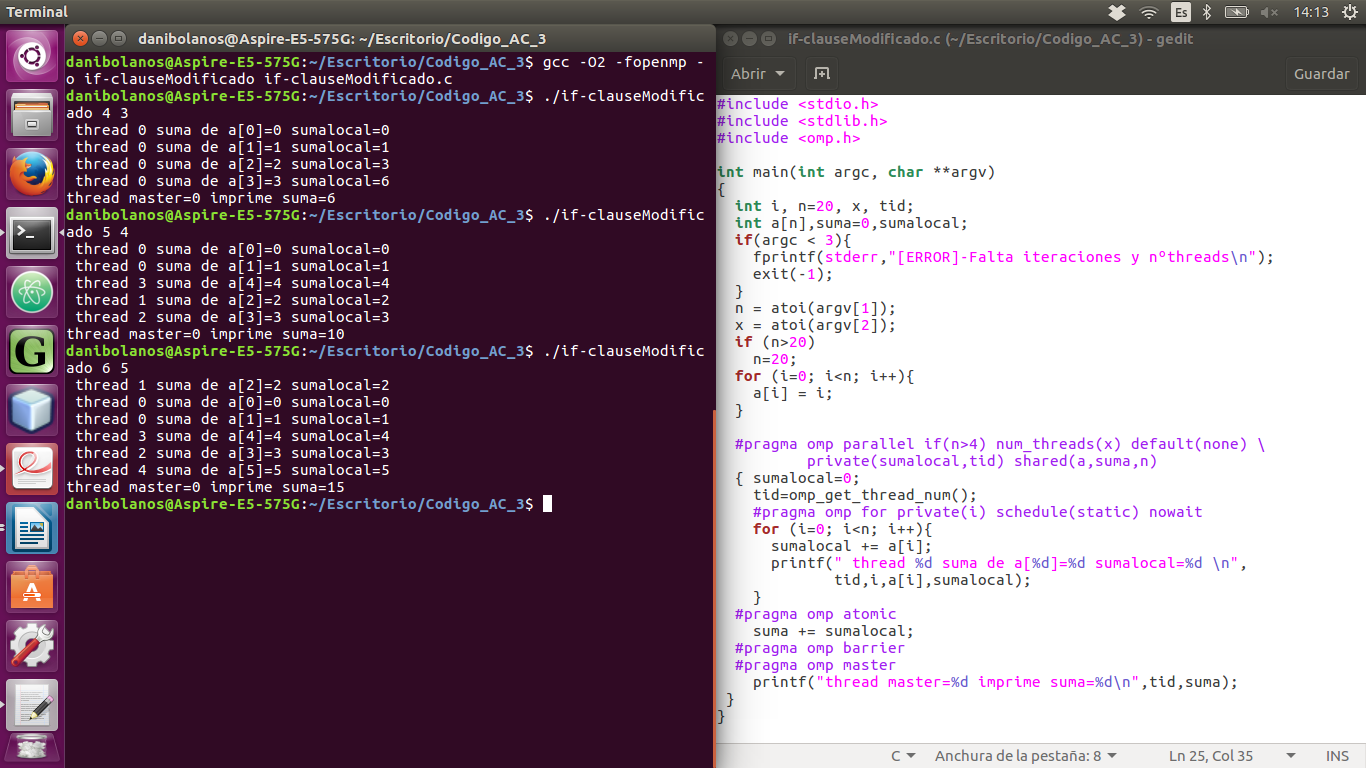 Terminal
Es
14:13
danibolanos@Aspire-E5-575G: ~/Escritorio/Codigo_AC_3
danibolanos@Aspire-E5-575G:~/Escritorio/Codigo_AC_3$ gcc -O2 -fopenmp -
o if-clauseModificado if-clauseModificado.c
danibolanos@Aspire-E5-575G:~/Escritorio/Codigo_AC_3$ ./if-clauseModific
ado 4 3
 thread 0 suma de a[0]=0 sumalocal=0
 thread 0 suma de a[1]=1 sumalocal=1
 thread 0 suma de a[2]=2 sumalocal=3
 thread 0 suma de a[3]=3 sumalocal=6
thread master=0 imprime suma=6
danibolanos@Aspire-E5-575G:~/Escritorio/Codigo_AC_3$ ./if-clauseModific
ado 5 4
 thread 0 suma de a[0]=0 sumalocal=0
 thread 0 suma de a[1]=1 sumalocal=1
 thread 3 suma de a[4]=4 sumalocal=4
 thread 1 suma de a[2]=2 sumalocal=2
 thread 2 suma de a[3]=3 sumalocal=3
thread master=0 imprime suma=10
danibolanos@Aspire-E5-575G:~/Escritorio/Codigo_AC_3$ ./if-clauseModific
ado 6 5
 thread 1 suma de a[2]=2 sumalocal=2
 thread 0 suma de a[0]=0 sumalocal=0
 thread 0 suma de a[1]=1 sumalocal=1
 thread 3 suma de a[4]=4 sumalocal=4
 thread 2 suma de a[3]=3 sumalocal=3
 thread 4 suma de a[5]=5 sumalocal=5
thread master=0 imprime suma=15
danibolanos@Aspire-E5-575G:~/Escritorio/Codigo_AC_3$
if-clauseModificado.c (~/Escritorio/Codigo_AC_3) - gedit
Abrir
Guardar
#include <stdio.h>
#include <stdlib.h>
#include <omp.h>
int main(int argc, char **argv)
{
  int i, n=20, x, tid;
  int a[n],suma=0,sumalocal;
  if(argc < 3){
    fprintf(stderr,"[ERROR]-Falta iteraciones y nºthreads\n");
    exit(-1);
  }
  n = atoi(argv[1]);
  x = atoi(argv[2]);
  if (n>20)
    n=20;
  for (i=0; i<n; i++){
    a[i] = i;
  }
  #pragma omp parallel if(n>4) num_threads(x) default(none) \
          private(sumalocal,tid) shared(a,suma,n)
  { sumalocal=0;
    tid=omp_get_thread_num();
    #pragma omp for private(i) schedule(static) nowait
    for (i=0; i<n; i++){
      sumalocal += a[i];
      printf(" thread %d suma de a[%d]=%d sumalocal=%d \n",
             tid,i,a[i],sumalocal);
    }
  #pragma omp atomic
    suma += sumalocal;
  #pragma omp barrier
  #pragma omp master
    printf("thread master=%d imprime suma=%d\n",tid,suma);
 }
}
C
Anchura de la pestaña: 8
Ln 25, Col 35
INS